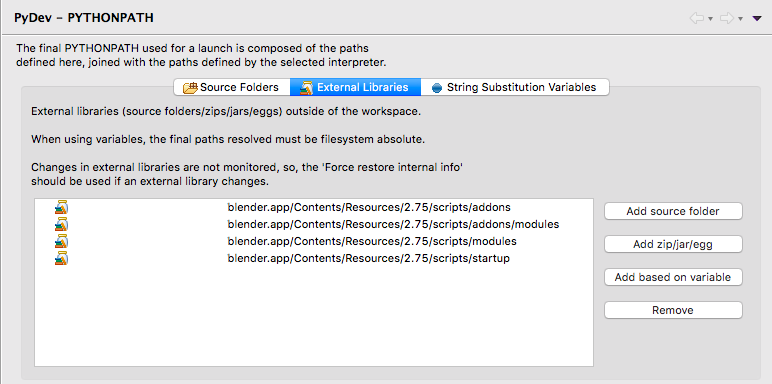 PyDev - PYTHONPATH
The final PYTHONPATH used for a launch is composed of the paths
defined here, joined with the paths defined by the selected interpreter.
Source Folders
External Libraries
String Substitution Variables
External libraries (source folders/zips/jars/eggs) outside of the workspace.
When using variables, the final paths resolved must be filesystem absolute.
Changes in external libraries are not monitored, so, the 'Force restore internal info'
should be used if an external library changes.
blender.app/Contents/Resources/2.75/scripts/addons
blender.app/Contents/Resources/2.75/scripts/addons/modules
blender.app/Contents/Resources/2.75/scripts/modules
blender.app/Contents/Resources/2.75/scripts/startup
Add source folder
Add zip/jar/egg
Add based on variable
Remove